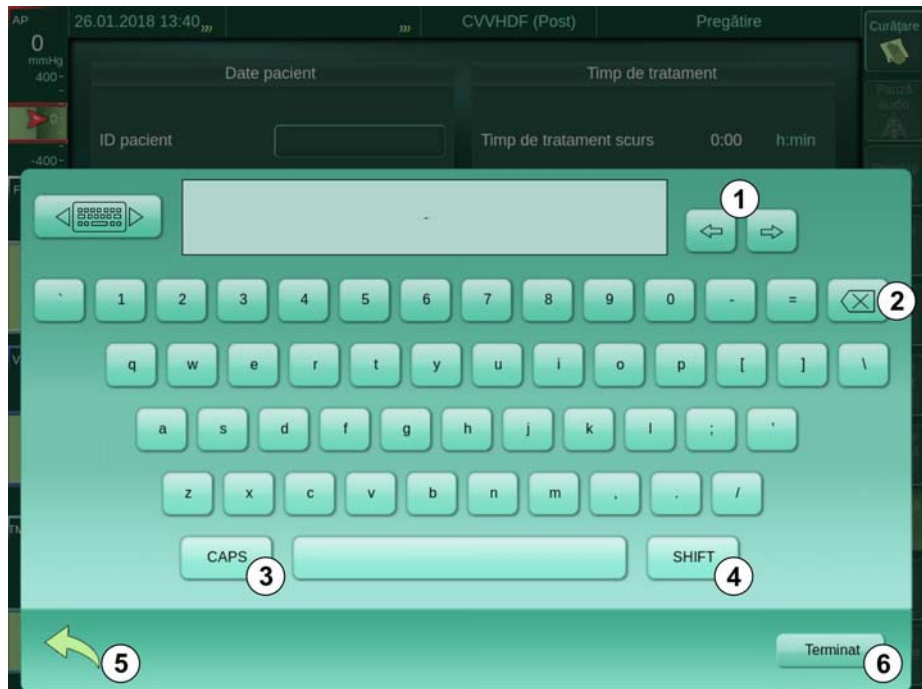 AP 26.01.2018 13:40 CVVHDF (Post) Pregătire Curățare
0
mmHg
400-
Date pacient Timp de tratament
Pauză audio
0-
ID pacient Timp de tratament scurs 0:00 h:min
-400-
F
1
-
` 1 2 3 4 5 6 7 8 9 0 - = 2
V
q w e r t y u i o p [ ] \
a s d f g h j k l ; '
z x c v b n m , . /
TM
CAPS SHIFT
3 4
Terminat
5 6